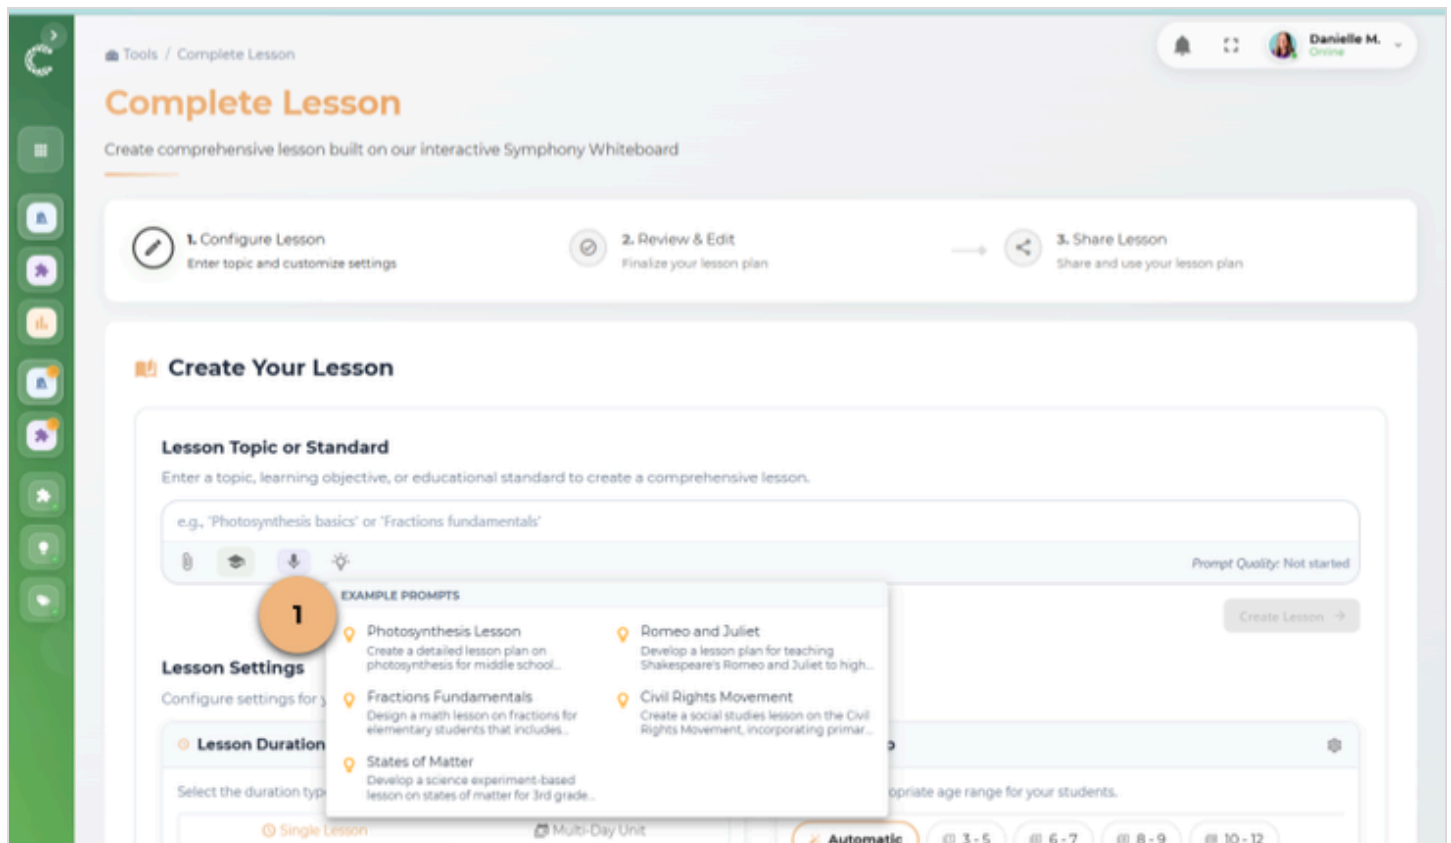 Tools / Complete Lesson
Danielle M.
Online
Complete Lesson
Create comprehensive lesson built on our interactive Symphony Whiteboard
1. Configure Lesson
Enter topic and customize settings
2. Review & Edit
Finalize your lesson plan
3. Share Lesson
Share and use your lesson plan
Create Your Lesson
Lesson Topic or Standard
Enter a topic, learning objective, or educational standard to create a comprehensive lesson.
e.g., 'Photosynthesis basics' or 'Fractions fundamentals'
Prompt Quality: Not started
1
EXAMPLE PROMPTS
Create Lesson
Photosynthesis Lesson
Create a detailed lesson plan on
photosynthesis for middle school...
Romeo and Juliet
Develop a lesson plan for teaching
Shakespeare's Romeo and Juliet to high...
Fractions Fundamentals
Design a math lesson on fractions for
elementary students that includes...
Civil Rights Movement
Create a social studies lesson on the Civil
Rights Movement, incorporating primar...
States of Matter
Develop a science experiment-based
lesson on states of matter for 3rd grade...
Lesson Settings
Configure settings for
Lesson Duration
Select the duration typ
age range for your students.
Single Lesson
Multi-Day Unit
Automatic
3 - 5
6 - 7
8 - 9
10 - 12